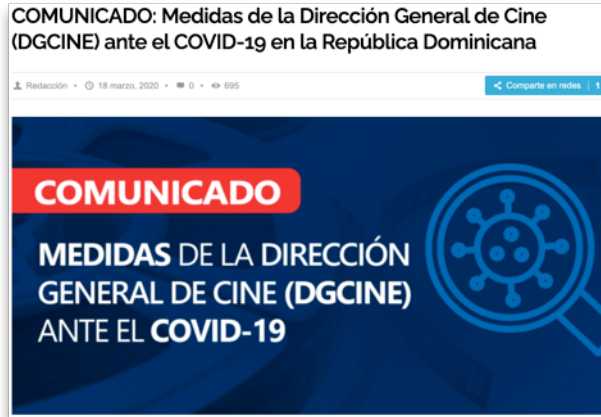 COMUNICADO: Medidas de la Dirección General de Cine
(DGCINE) ante el COVID-19 en la República Dominicana
Redacción • 18 marzo, 2020 • 0 • 695
Comparte en redes | 1
COMUNICADO
MEDIDAS DE LA DIRECCIÓN
GENERAL DE CINE (DGCINE)
ANTE EL COVID-19